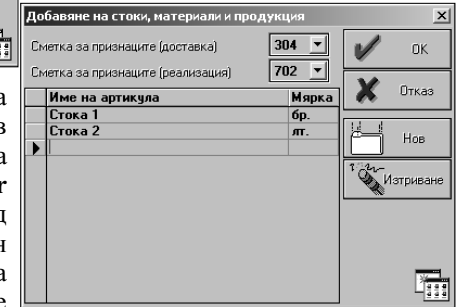 Добавяне на стоки, материали и продукция
Сметка за признаците (доставка) 304
Сметка за признаците (реализация) 702
OK
Отказ
Нов
Изтриване
Име на артикула Мярка
Стока 1 бр.
Стока 2 лт.
а
в
а
r
д
н
а
е